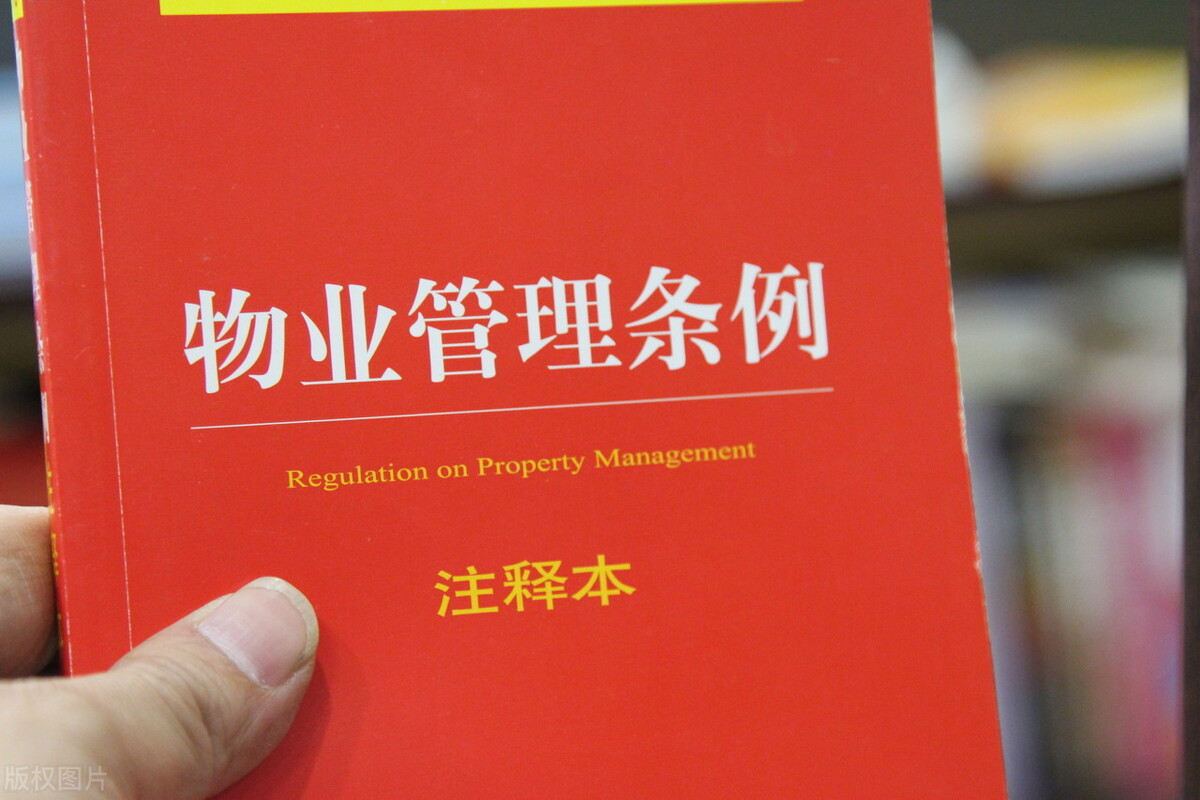 物业管理条例
Regulation on Property Management
注释本
版权图片